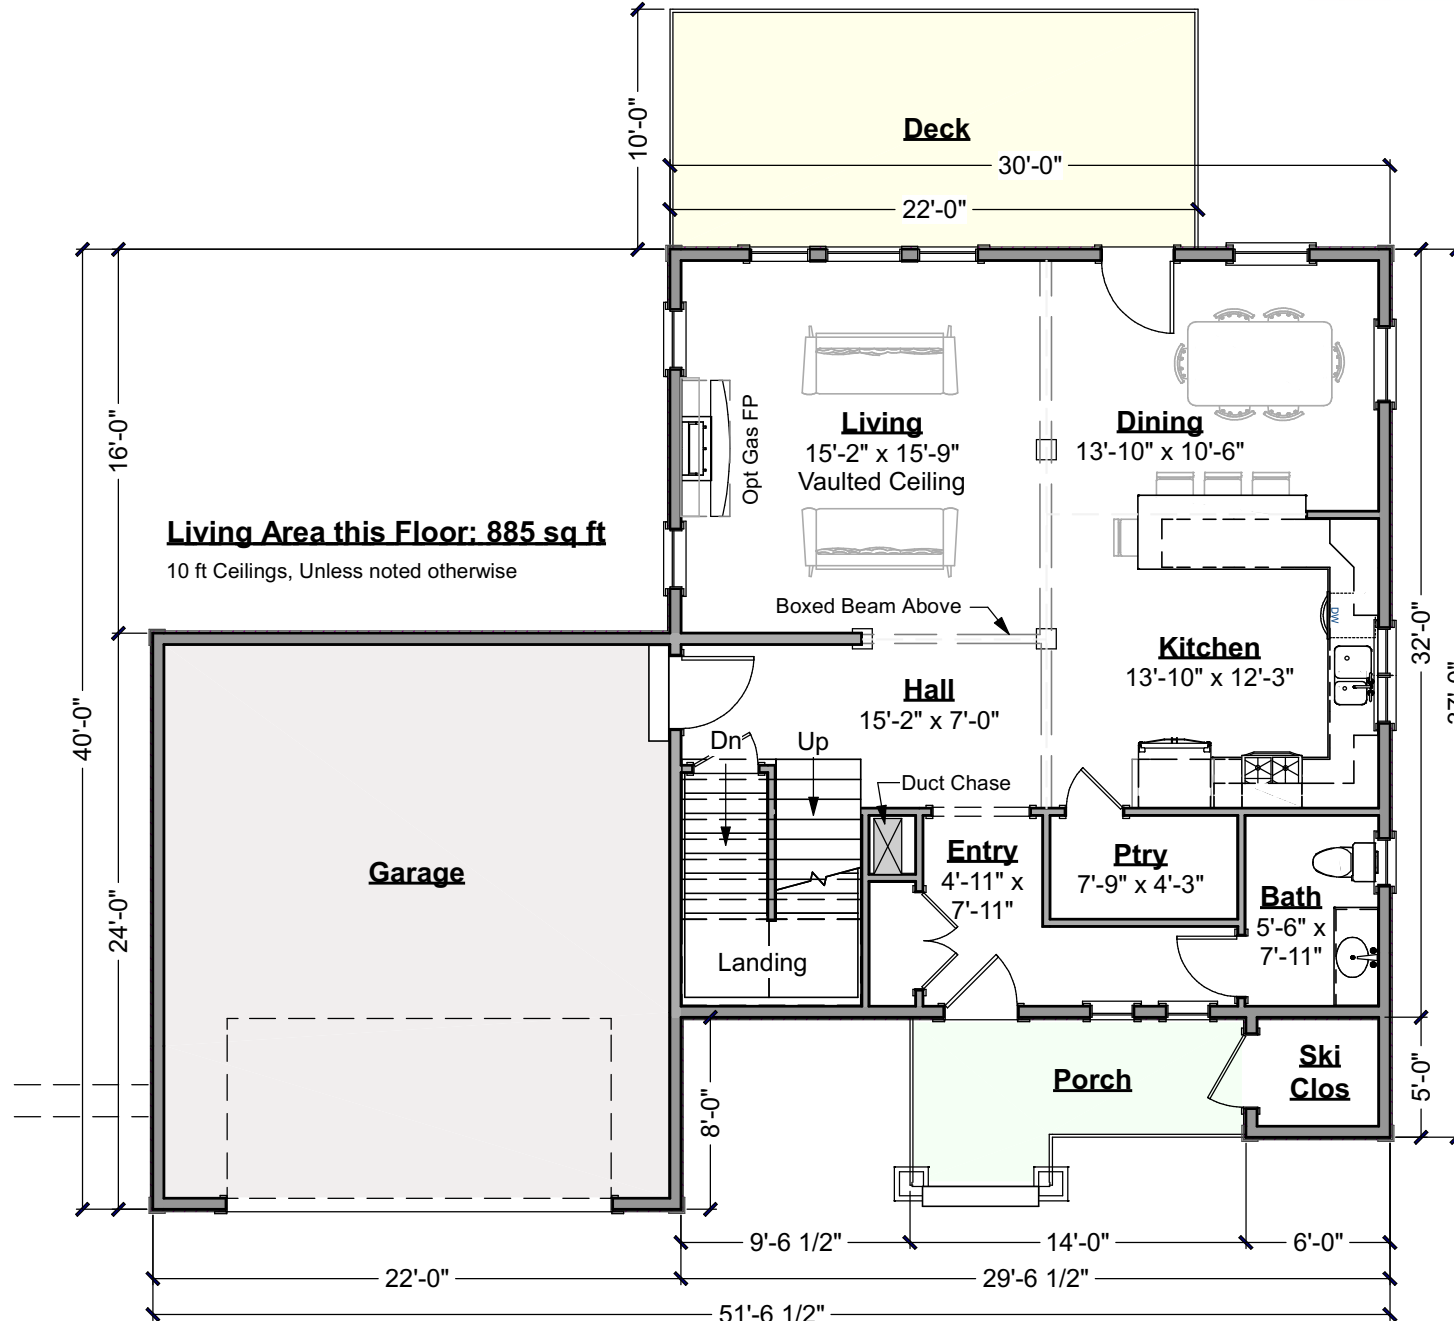 10'-0"
Deck
30'-0"
22'-0"
16'-0"
Opt Gas FP
Living
15'-2" x 15'-9"
Vaulted Ceiling
Dining
13'-10" x 10'-6"
Living Area this Floor: 885 sq ft
10 ft Ceilings, Unless noted otherwise
Boxed Beam Above
DW
32'-0"
Kitchen
13'-10" x 12'-3"
Hall
15'-2" x 7'-0"
40'-0"
Dn
Up
Duct Chase
Garage
24'-0"
Entry
4'-11" x
7'-11"
Ptry
7'-9" x 4'-3"
Bath
5'-6" x
7'-11"
Landing
Porch
Ski
Clos
8'-0"
5'-0"
9'-6 1/2"
14'-0"
6'-0"
22'-0"
29'-6 1/2"
51'-6 1/2"